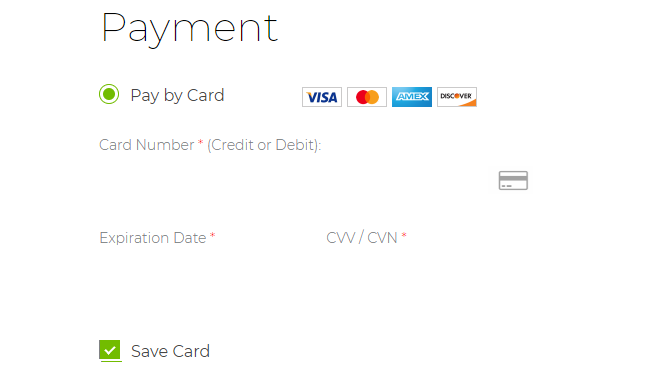 Payment
Pay by Card VISA AMEX DISCOVER
Card Number * (Credit or Debit):
Expiration Date * CVV / CVN *
Save Card